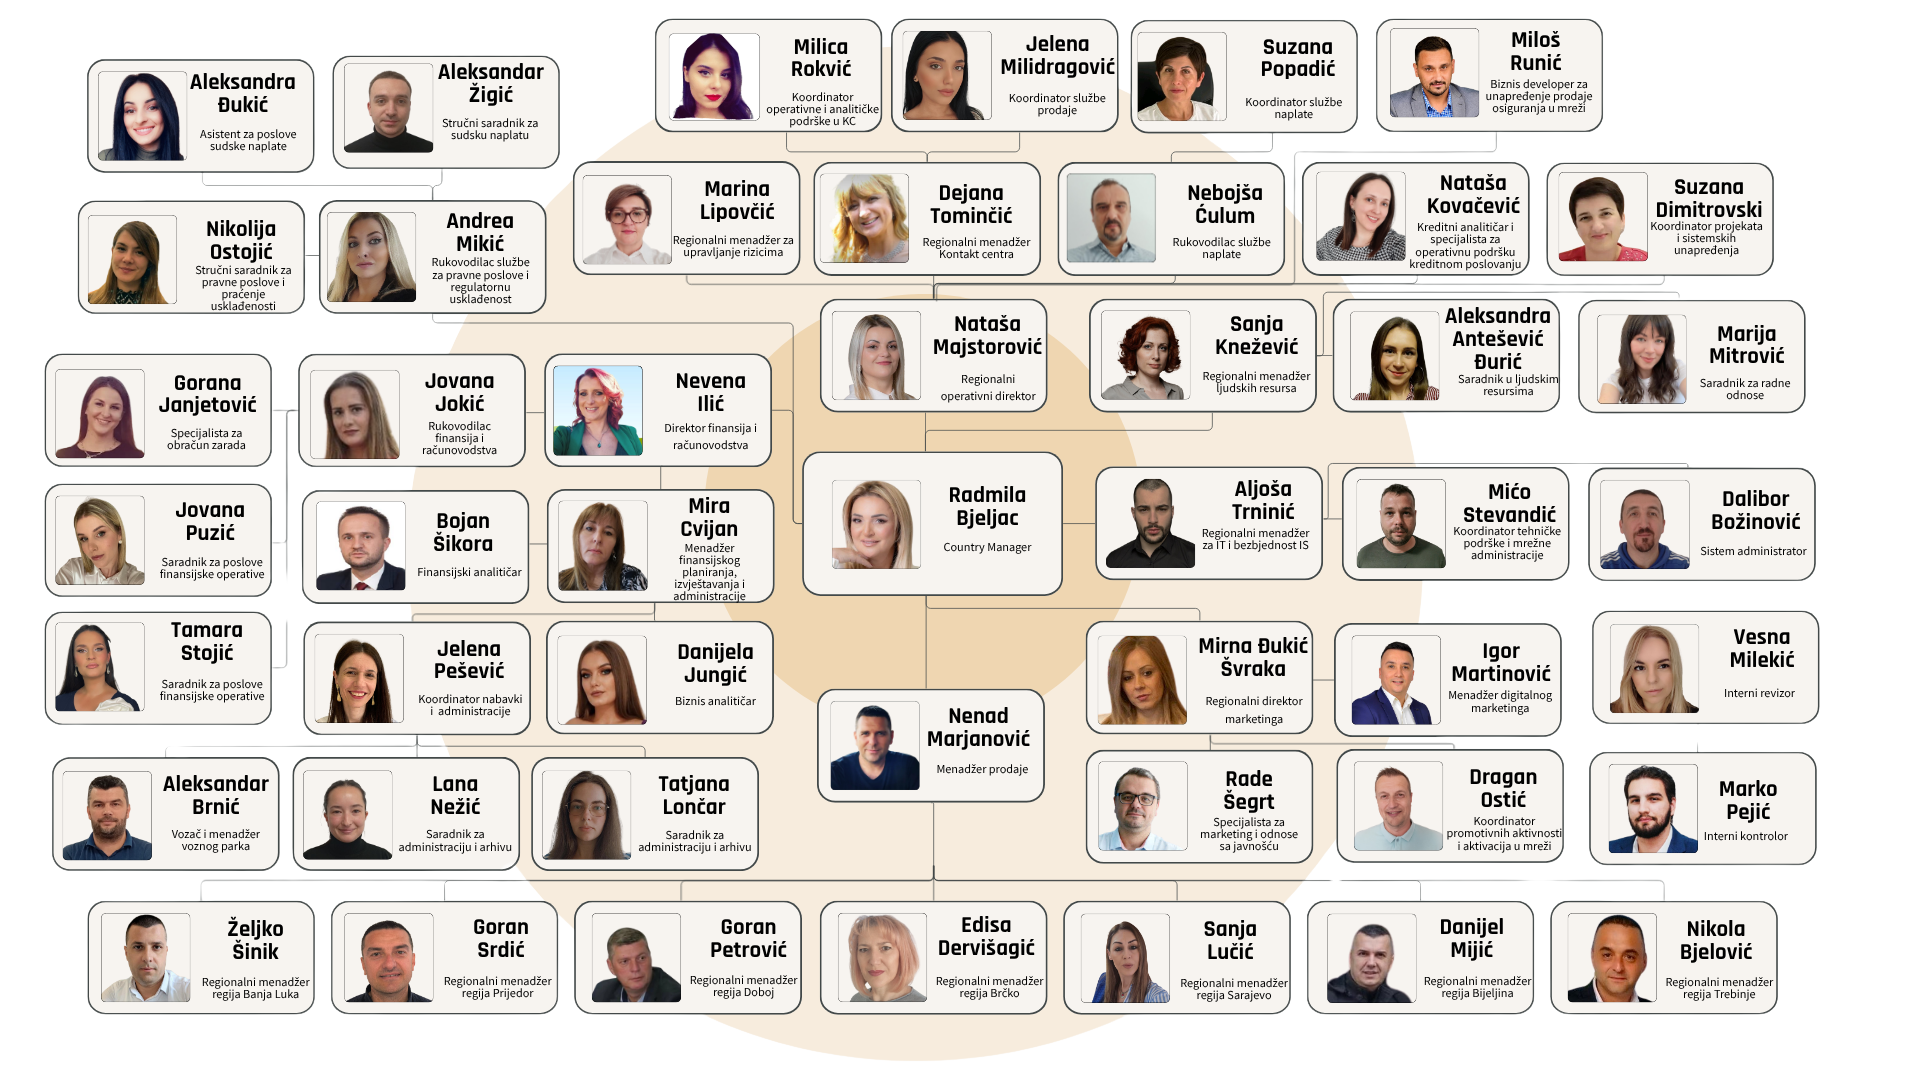 Milica
Rokvić
Koordinator
operativne i analitičke
podrške u KC
Jelena
Milidragović
Koordinator službe
prodaje
Suzana
Popadić
Koordinator službe
naplate
Miloš
Runić
Biznis developer za
unapređenje prodaje
osiguranja u mreži
Aleksandra
Đukić
Asistent za poslove
sudske naplate
Aleksandar
Žigić
Stručni saradnik za
sudsku naplatu
Marina
Lipovčić
Regionalni menadžer za
upravljanje rizicima
Dejana
Tominčić
Regionalni menadžer
Kontakt centra
Nebojša
Ćulum
Rukovodilac službe
naplate
Nataša
Kovačević
Kreditni analitičar i
specijalista za
operativnu podršku
kreditnom poslovanju
Suzana
Dimitrovski
Koordinator projekata
i sistemskih
unapređenja
Nikolija
Ostojić
Stručni saradnik za
pravne poslove i
praćenje
usklađenosti
Andrea
Mikić
Rukovodilac službe
za pravne poslove i
regulatornu
usklađenost
Nataša
Majstorović
Regionalni
operativni direktor
Sanja
Knežević
Regionalni menadžer
ljudskih resursa
Aleksandra
Antešević
Đurić
Saradnik u ljudskim
resursima
Marija
Mitrović
Saradnik za radne
odnose
Gorana
Janjetović
Specijalista za
obračun zarada
Jovana
Jokić
Rukovodilac
finansija i
računovodstva
Nevena
Ilić
Direktor finansija i
računovodstva
Radmila
Bjeljac
Country Manager
Aljoša
Trninić
Regionalni menadžer
za IT i bezbjednost IS
Mićo
Stevandić
Koordinator tehničke
podrške i mrežne
administracije
Dalibor
Božinović
Sistem administrator
Jovana
Puzić
Saradnik za poslove
finansijske operative
Bojan
Šikora
Finansijski analitičar
Mira
Cvijan
Menadžer
finansijskog
planiranja,
izvještavanja i
administracije
Tamara
Stojić
Saradnik za poslove
finansijske operative
Jelena
Pešević
Koordinator nabavki
i administracije
Danijela
Jungić
Biznis analitičar
Nenad
Marjanović
Menadžer prodaje
Mirna Đukić
Švraka
Regionalni direktor
marketinga
Igor
Martinović
Menadžer digitalnog
marketinga
Vesna
Milekić
Interni revizor
Aleksandar
Brnić
Vozač i menadžer
voznog parka
Lana
Nežić
Saradnik za
administraciju i arhivu
Tatjana
Lončar
Saradnik za
administraciju i arhivu
Rade
Šegrt
Specijalista za
marketing i odnose
sa javnošću
Dragan
Ostić
Koordinator
promotivnih aktivnosti
i aktivacija u mreži
Marko
Pejić
Interni kontrolor
Željko
Šinik
Regionalni menadžer
regija Banja Luka
Goran
Srdić
Regionalni menadžer
regija Prijedor
Goran
Petrović
Regionalni menadžer
regija Doboj
Edisa
Dervišagić
Regionalni menadžer
regija Brčko
Sanja
Lučić
Regionalni menadžer
regija Sarajevo
Danijel
Mijić
Regionalni menadžer
regija Bijeljina
Nikola
Bjelović
Regionalni menadžer
regija Trebinje